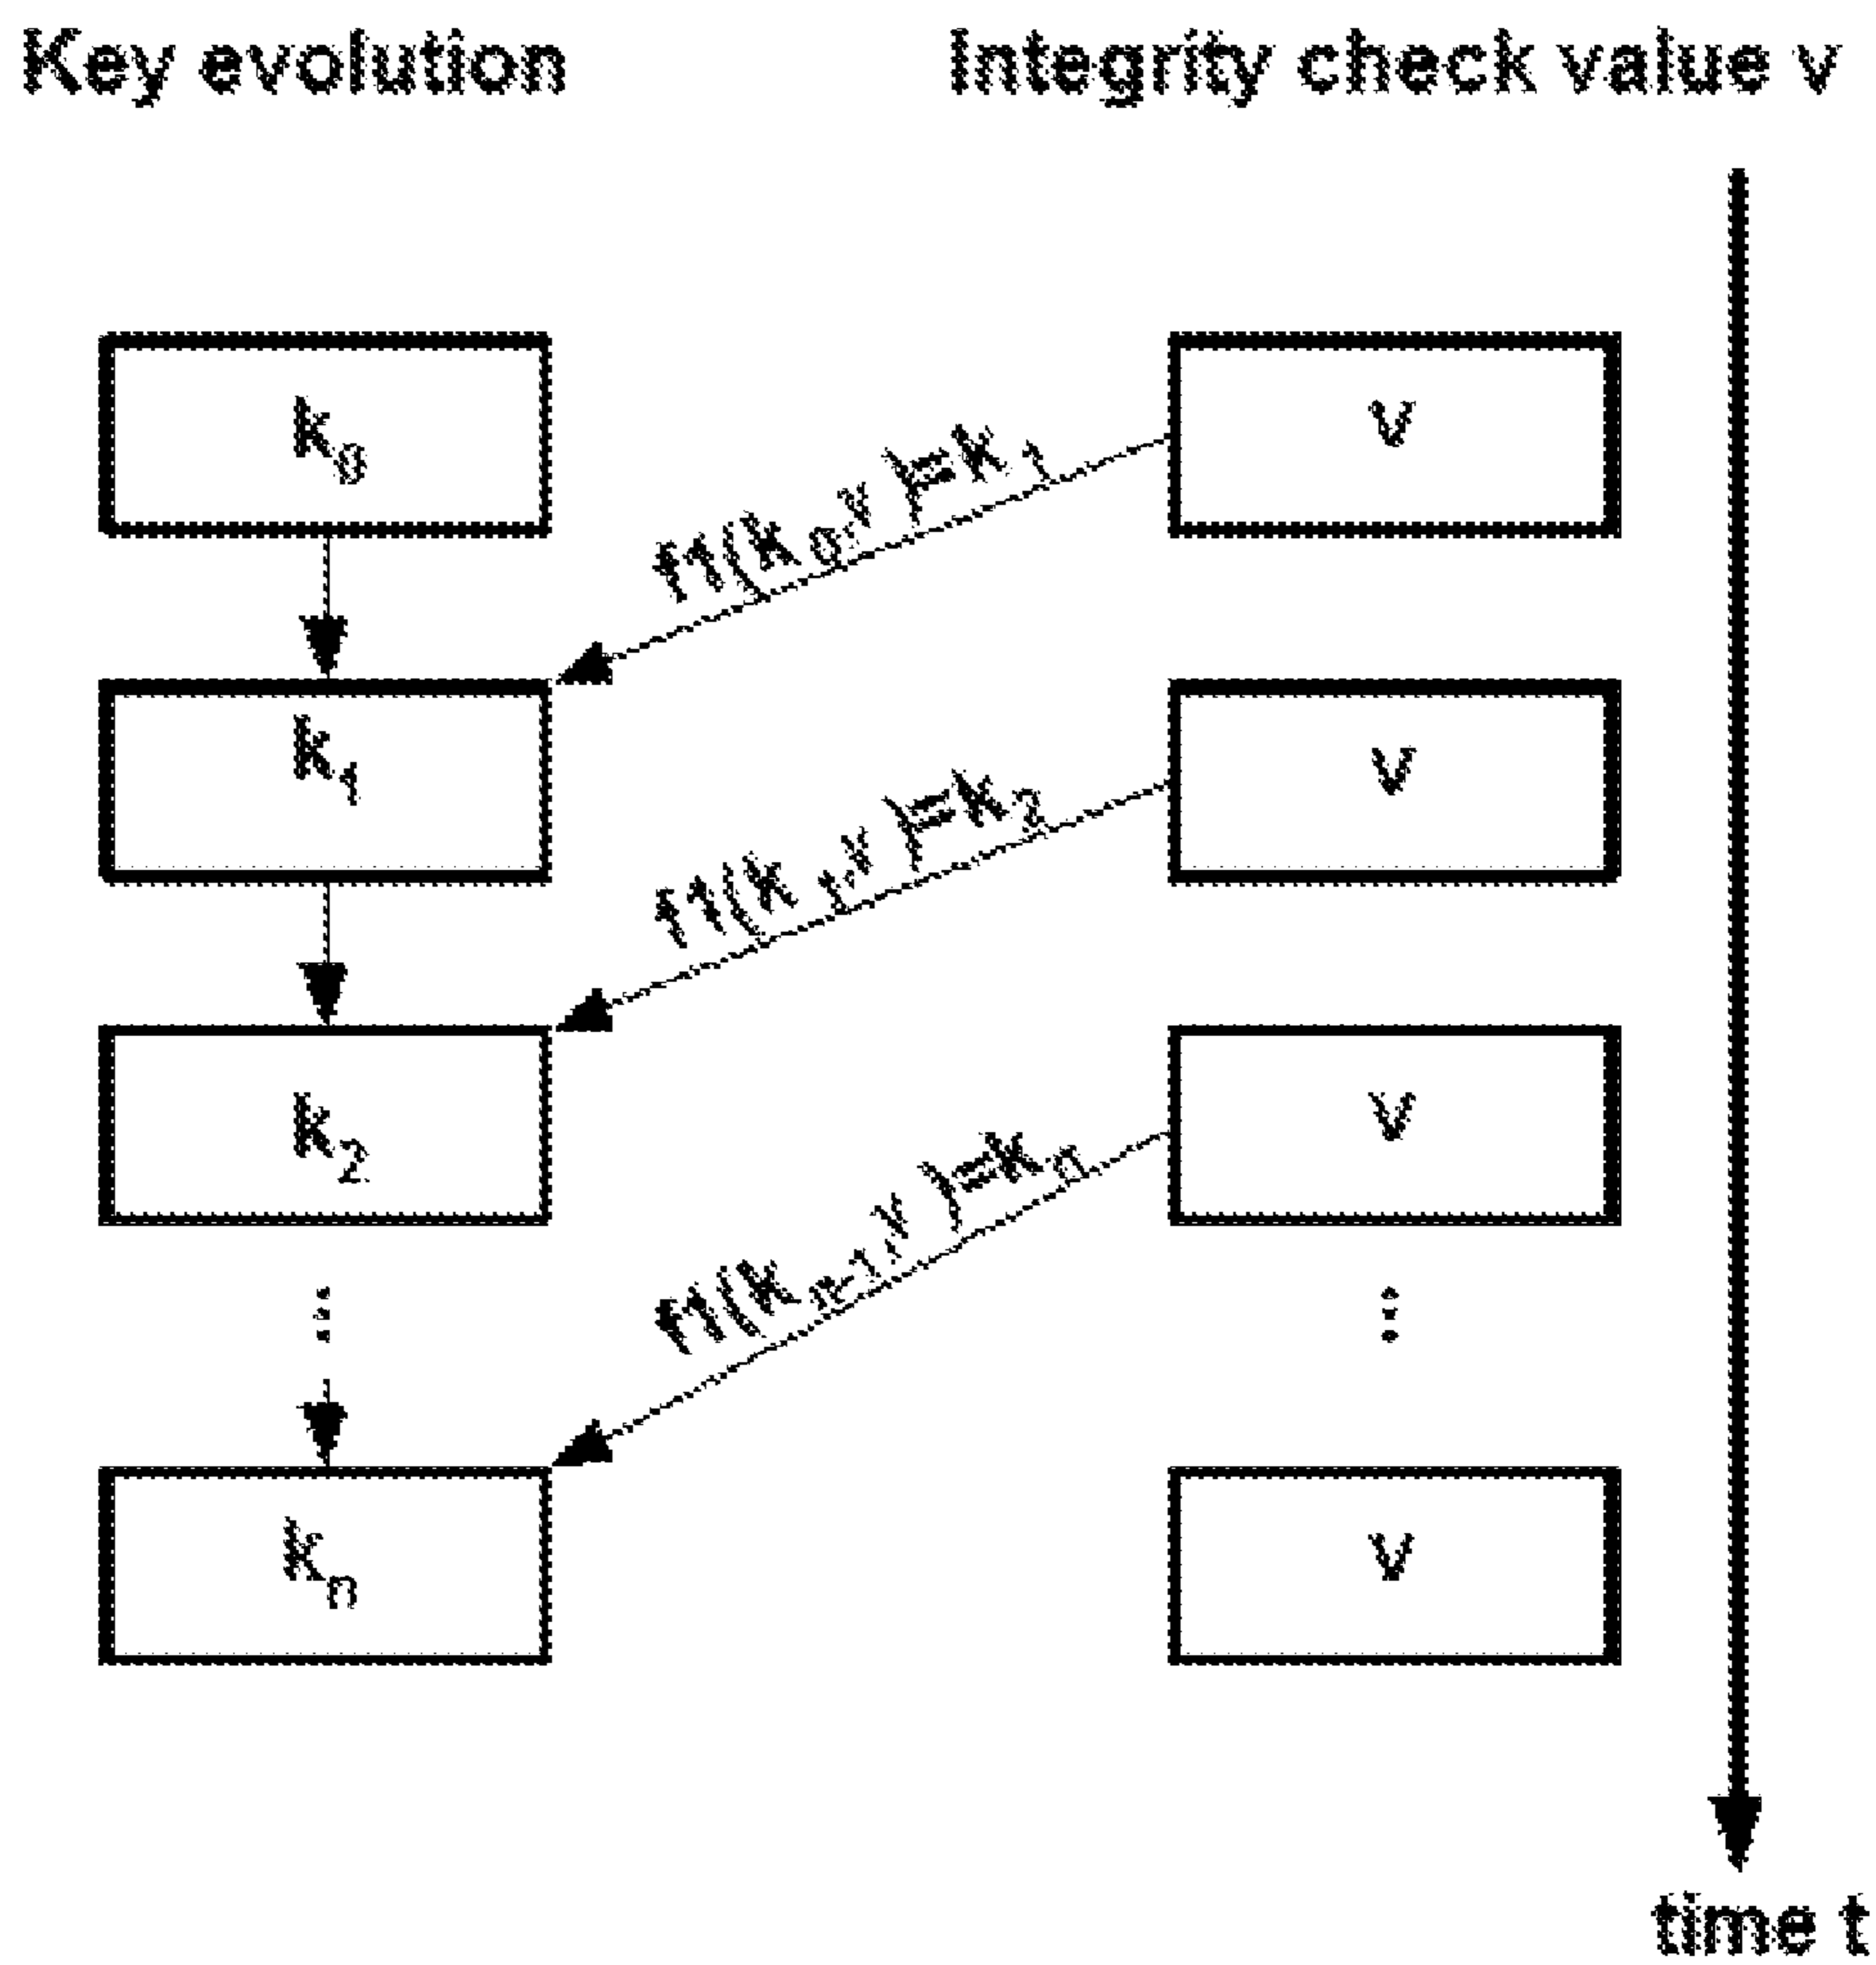 Key evolution
Integrity check value v
k0
v
f1(k0,v)=k1
k1
v
f1(k1,v)=k2
k2
v
f1(kn-1,v)=kn
⋮
⋮
kn
v
time t